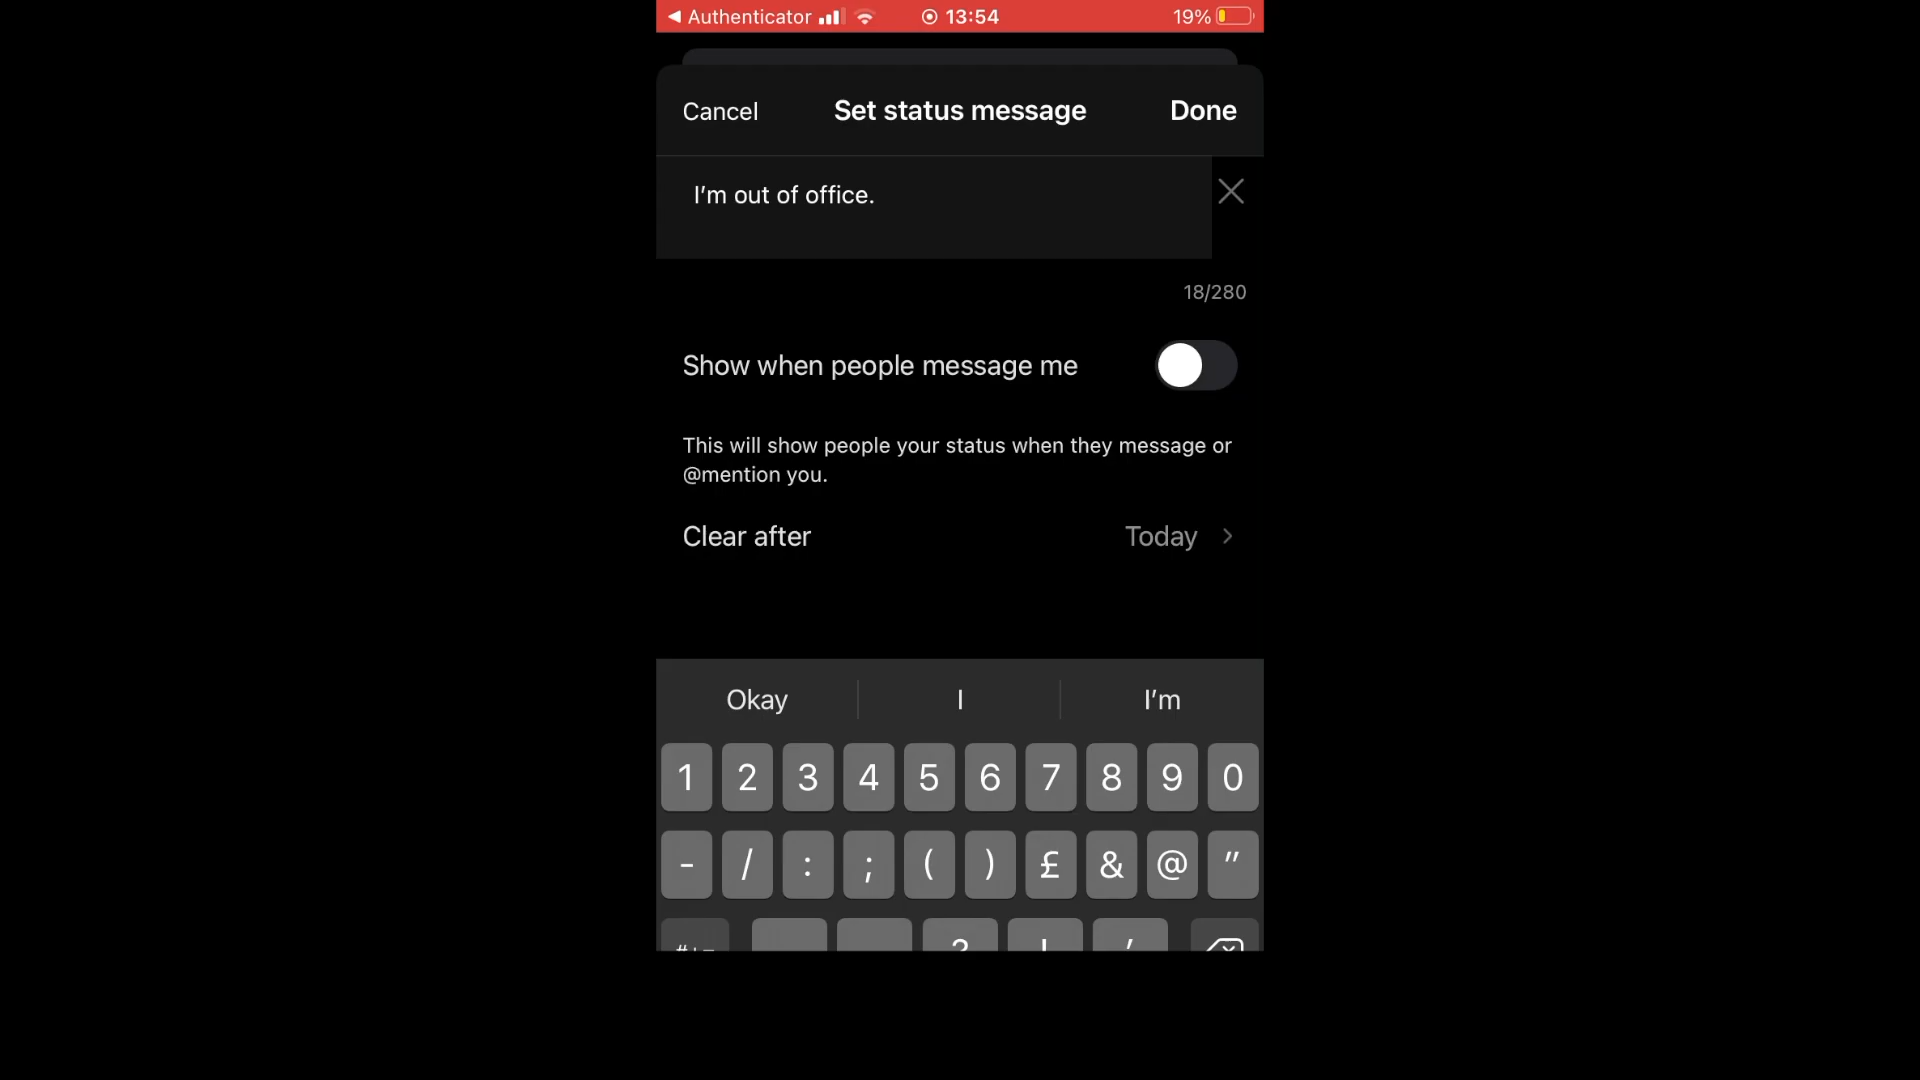 ◀ Authenticator 13:54 19%
Cancel Set status message Done
I’m out of office.
18/280
Show when people message me
This will show people your status when they message or
@mention you.
Clear after Today
Okay I I’m
1 2 3 4 5 6 7 8 9 0
- / : ; ( ) £ & @ "
#+= ? ! ’